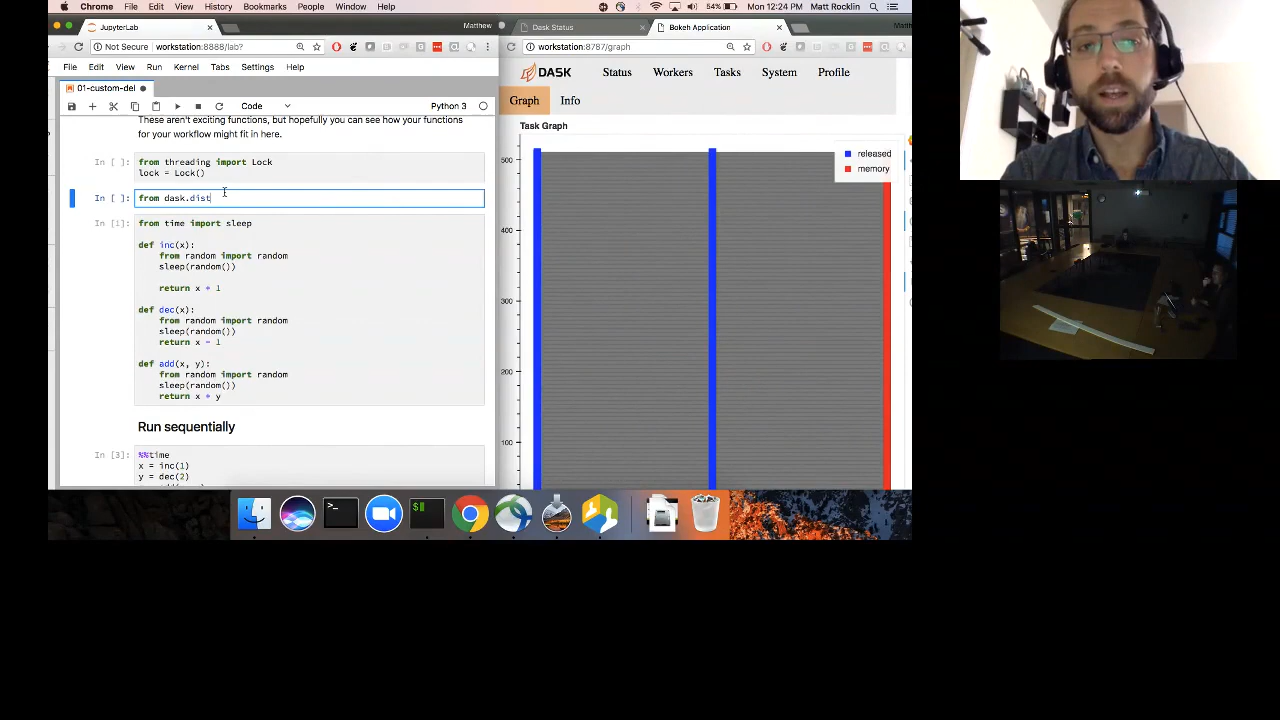 Chrome File Edit View History Bookmarks People Window Help
54% Mon 12:24 PM Matt Rocklin
JupyterLab
Matthew
Not Secure workstation:8888/lab?
File Edit View Run Kernel Tabs Settings Help
01-custom-del
Code
Python 3
These aren't exciting functions, but hopefully you can see how your functions
for your workflow might fit in here.
In [ ]: from threading import Lock
lock = Lock()
In [ ]: from dask.dist
[1]: from time import sleep
def inc(x):
from random import random
sleep(random())
return x + 1
def dec(x):
from random import random
sleep(random())
return x - 1
def add(x, y):
from random import random
sleep(random())
return x + y
Run sequentially
In [3]: %%time
x = inc(1)
y = dec(2)
Dask Status
Bokeh Application
workstation:8787/graph
DASK
Status Workers Tasks System Profile
Graph Info
Task Graph
released
memory
500
400
300
200
100